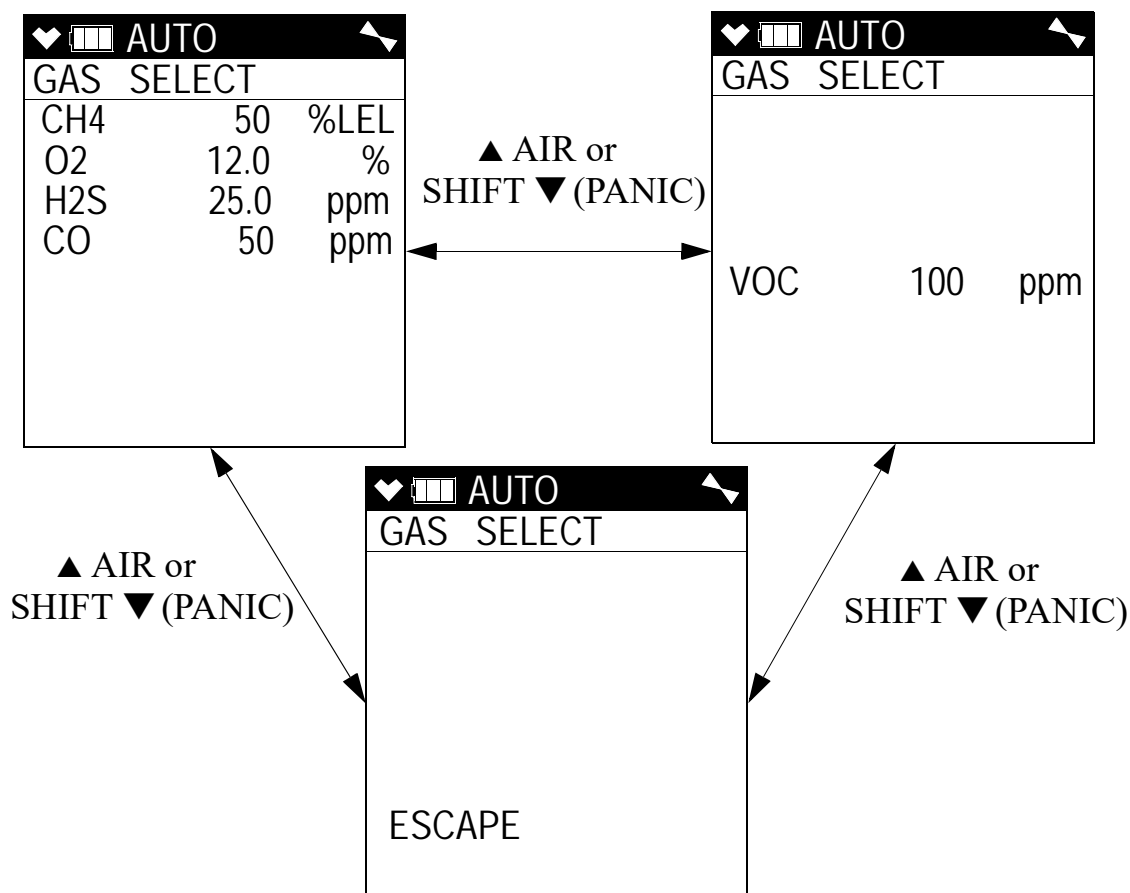 AUTO
GAS SELECT
CH4 50 %LEL
O2 12.0 %
H2S 25.0 ppm
CO 50 ppm
▲ AIR or
SHIFT ▼ (PANIC)
AUTO
GAS SELECT
VOC 100 ppm
▲ AIR or
SHIFT ▼ (PANIC)
AUTO
GAS SELECT
ESCAPE
▲ AIR or
SHIFT ▼ (PANIC)